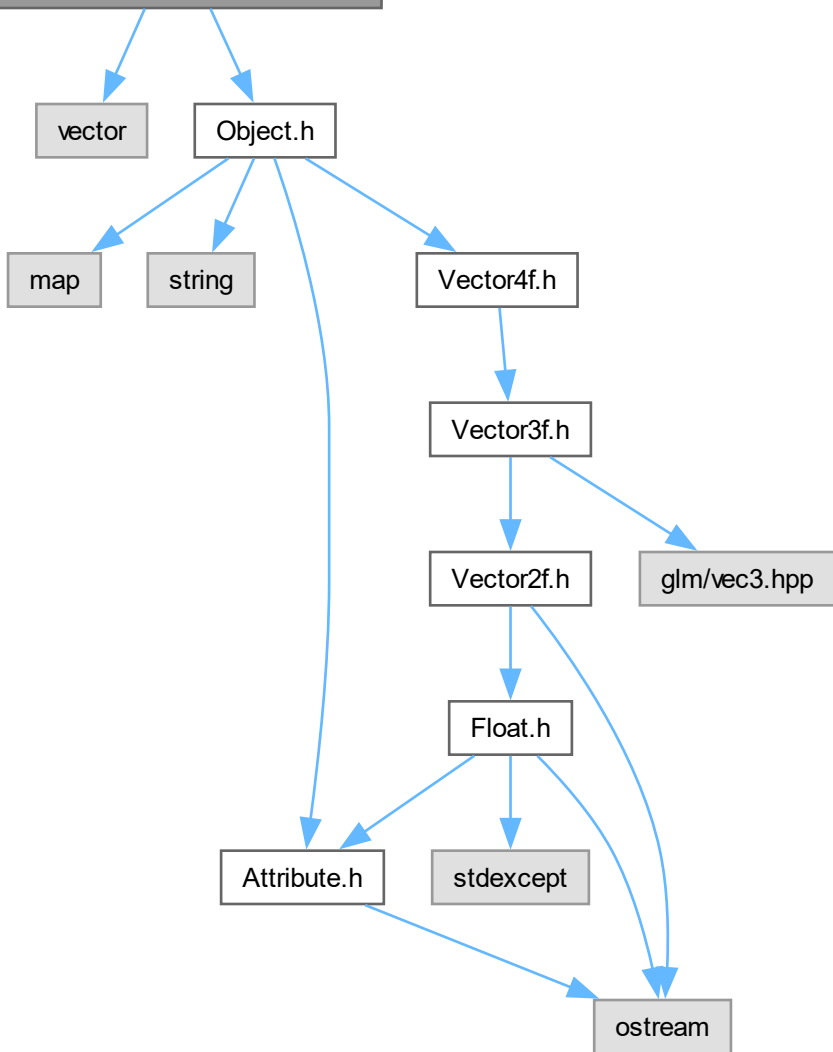 vector
Object.h
map
string
Vector4f.h
Vector3f.h
Vector2f.h
glm/vec3.hpp
Float.h
Attribute.h
stdexcept
ostream